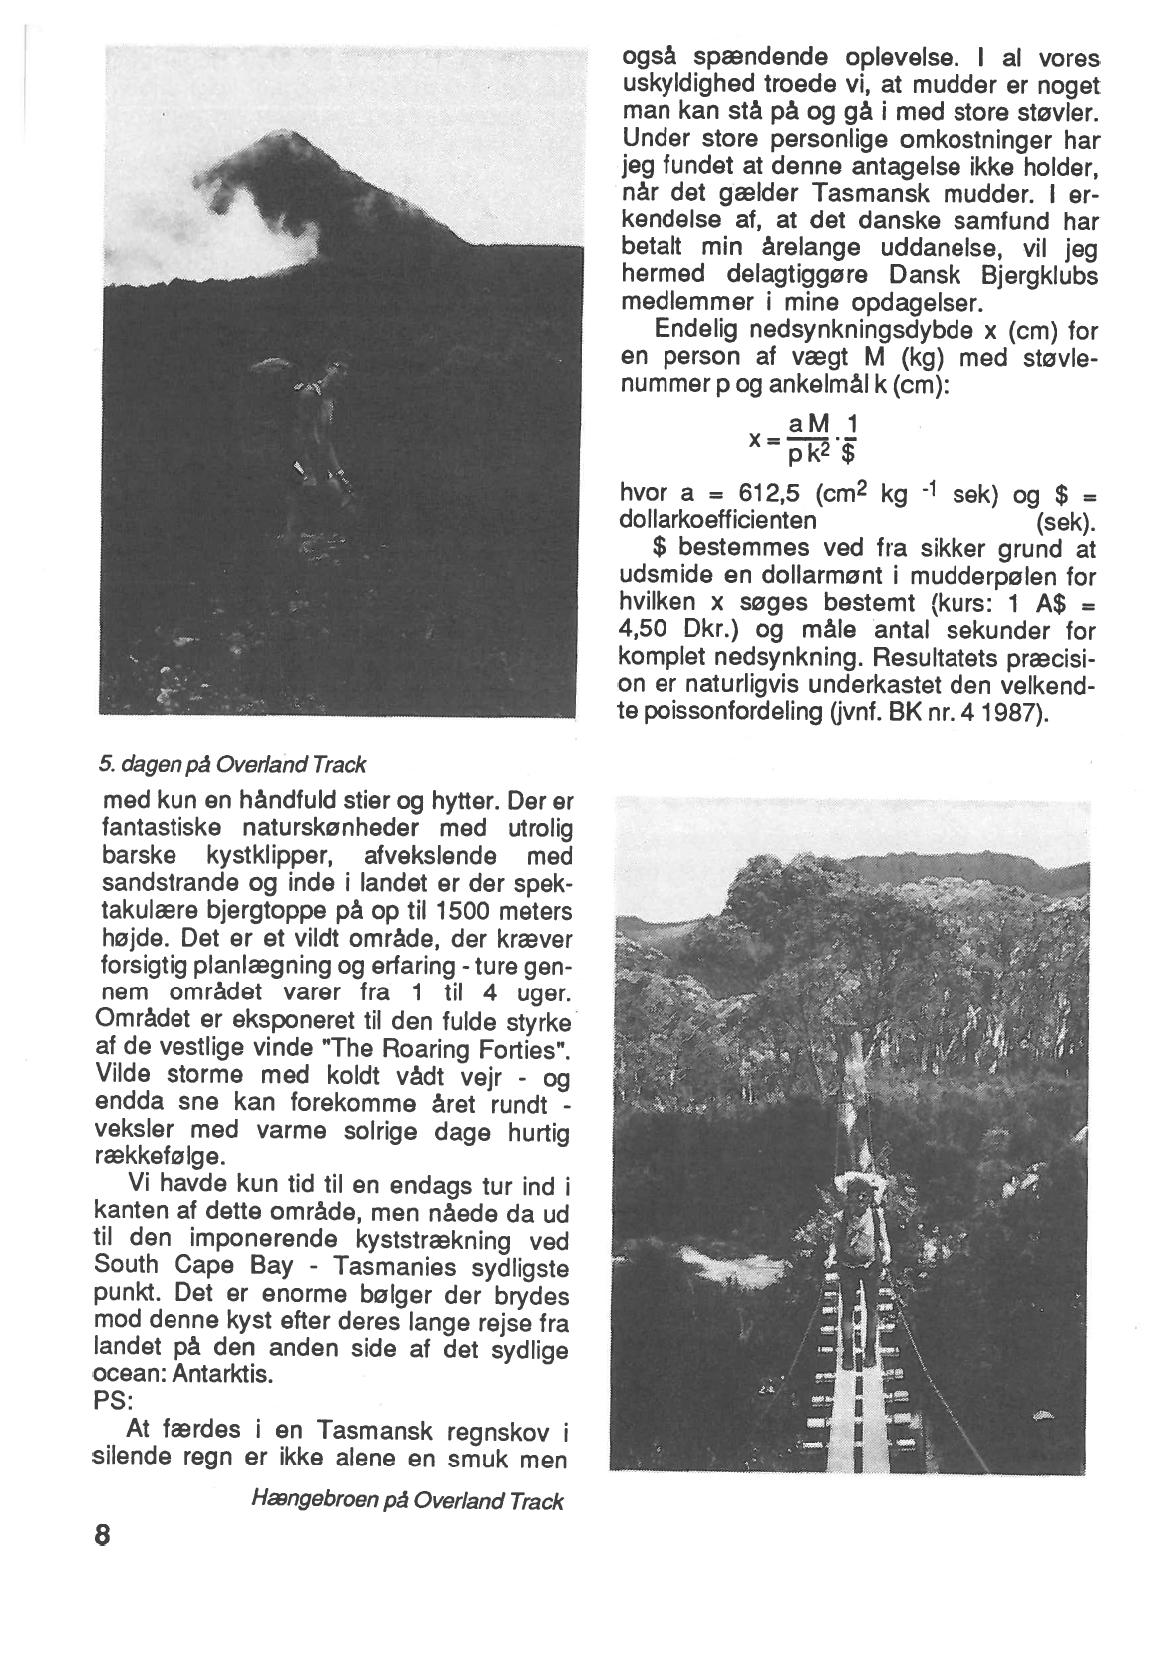 5. dagen på Overland Track
med kun en håndfuld stier og hytter. Der er
fantastiske naturskønheder med utrolig
barske kystklipper, afvekslende med
sandstrande og inde i landet er der spek-
takulære bjergtoppe på op til 1500 meters
højde. Det er et vildt område, der kræver
forsigtig planlægning og erfaring - ture gen-
nem området varer fra 1 til 4 uger.
Området er eksponeret til den fulde styrke
af de vestlige vinde "The Roaring Forties".
Vilde storme med koldt vådt vejr - og
endda sne kan forekomme året rundt -
veksler med varme solrige dage hurtig
rækkefølge.
Vi havde kun tid til en endags tur ind i
kanten af dette område, men nåede da ud
til den imponerende kyststrækning ved
South Cape Bay - Tasmanies sydligste
punkt. Det er enorme bølger der brydes
mod denne kyst efter deres lange rejse fra
landet på den anden side af det sydlige
ocean: Antarktis.
PS:
At færdes i en Tasmansk regnskov i
silende regn er ikke alene en smuk men
også spændende oplevelse. I al vores
uskyldighed troede vi, at mudder er noget
man kan stå på og gå i med store støvler.
Under store personlige omkostninger har
jeg fundet at denne antagelse ikke holder,
når det gælder Tasmansk mudder. I er-
kendelse af, at det danske samfund har
betalt min årelange uddanelse, vil jeg
hermed delagtiggøre Dansk Bjergklubs
medlemmer i mine opdagelser.
Endelig nedsynkningsdybde x (cm) for
en person af vægt M (kg) med støvle-
nummer p og ankelmål k (cm):
x = a M / p k² · 1 / $
hvor a = 612,5 (cm² kg ⁻¹ sek) og $ =
dollarkoefficienten (sek).
$ bestemmes ved fra sikker grund at
udsmide en dollarmønt i mudderpølen for
hvilken x søges bestemt (kurs: 1 A$ =
4,50 Dkr.) og måle antal sekunder for
komplet nedsynkning. Resultatets præcisi-
on er naturligvis underkastet den velkend-
te poissonfordeling (jvnf. BK nr. 4 1987).
Hængebroen på Overland Track
8